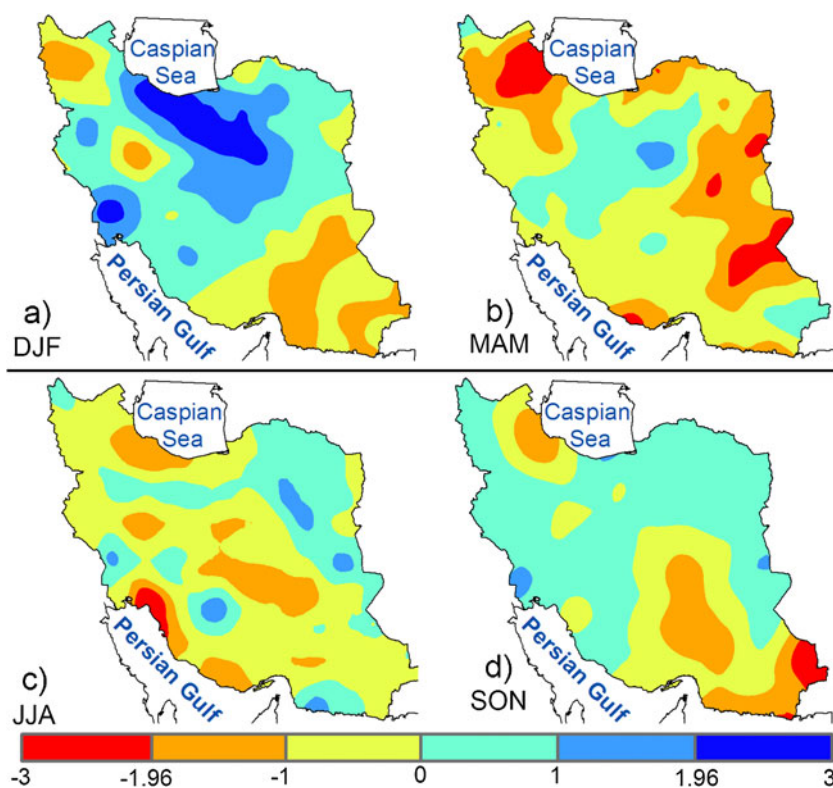 Caspian
Sea
Persian Gulf
a)
DJF
Caspian
Sea
Persian Gulf
b)
MAM
Caspian
Sea
Persian Gulf
c)
JJA
Caspian
Sea
Persian Gulf
d)
SON
-3 -1.96 -1 0 1 1.96 3